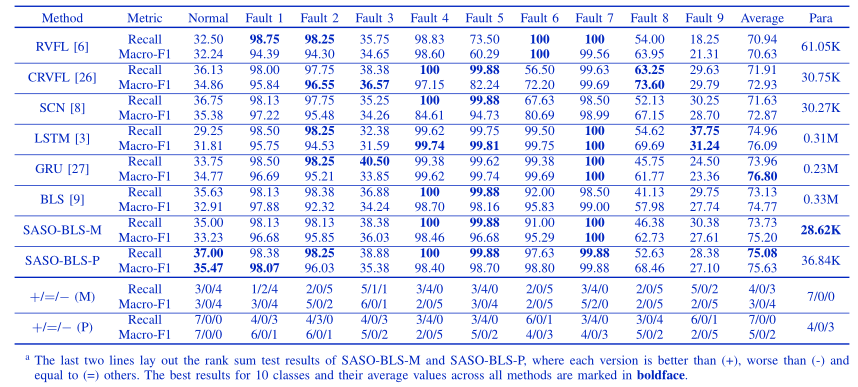 Method Metric Normal Fault 1 Fault 2 Fault 3 Fault 4 Fault 5 Fault 6 Fault 7 Fault 8 Fault 9 Average Para
RVFL [6] Recall 32.50 98.75 98.25 35.75 98.83 73.50 100 99.63 54.00 18.25 70.94 61.05K
Macro-F1 32.24 94.39 94.30 34.65 98.60 60.29 100 99.56 63.95 21.31 70.63
CRVFL [26] Recall 36.13 98.00 97.75 38.38 100 99.88 56.50 99.63 63.25 29.63 71.91 30.75K
Macro-F1 34.86 95.84 96.55 36.57 97.15 82.24 72.20 99.69 73.60 29.79 72.93
SCN [8] Recall 36.75 98.13 97.75 35.25 100 99.88 67.63 98.50 52.13 30.25 71.63 30.27K
Macro-F1 35.38 97.22 95.48 34.26 84.61 94.73 80.69 98.99 67.15 28.70 72.87
LSTM [3] Recall 29.25 98.50 98.25 32.38 99.62 99.75 99.50 100 54.62 37.75 74.96 0.31M
Macro-F1 31.81 95.75 94.53 31.59 99.74 99.81 99.75 100 69.69 31.24 76.09
GRU [27] Recall 33.75 98.50 98.25 40.50 99.38 99.62 99.38 100 45.75 24.50 73.96 0.23M
Macro-F1 34.77 96.69 95.21 33.85 99.62 99.74 99.69 100 61.77 23.36 76.80
BLS [9] Recall 35.63 98.13 98.38 36.88 100 99.88 92.00 98.50 41.13 29.75 73.13 0.33M
Macro-F1 32.91 97.88 92.32 34.24 98.70 98.16 95.83 99.00 57.98 27.74 74.77
SASO-BLS-M Recall 35.00 98.13 98.13 38.38 100 99.88 91.00 100 46.38 30.38 73.73 28.62K
Macro-F1 33.23 96.68 95.85 36.03 98.46 96.68 95.29 100 62.73 27.61 75.20
SASO-BLS-P Recall 37.00 98.38 98.25 38.88 100 99.88 97.63 99.88 52.63 28.38 75.08 36.84K
Macro-F1 35.47 98.07 96.03 35.38 98.40 98.70 98.80 99.88 68.46 27.10 75.63
+/=/− (M) Recall 3/0/4 1/2/4 2/0/5 5/1/1 3/4/0 3/4/0 2/0/5 3/4/0 2/0/5 5/0/2 4/0/3 7/0/0
Macro-F1 3/0/4 3/0/4 5/0/2 6/0/1 2/0/5 3/0/4 2/0/5 5/2/0 2/0/5 2/0/5 3/0/4
+/=/− (P) Recall 7/0/0 4/0/3 4/3/0 4/0/3 3/4/0 3/4/0 6/0/1 3/0/4 3/0/4 6/0/1 7/0/0 4/0/3
Macro-F1 7/0/0 6/0/1 6/0/1 5/0/2 2/0/5 5/0/2 4/0/3 4/0/3 5/0/2 2/0/5 5/0/2
a The last two lines lay out the rank sum test results of SASO-BLS-M and SASO-BLS-P, where each version is better than (+), worse than (-) and
equal to (=) others. The best results for 10 classes and their average values across all methods are marked in boldface.